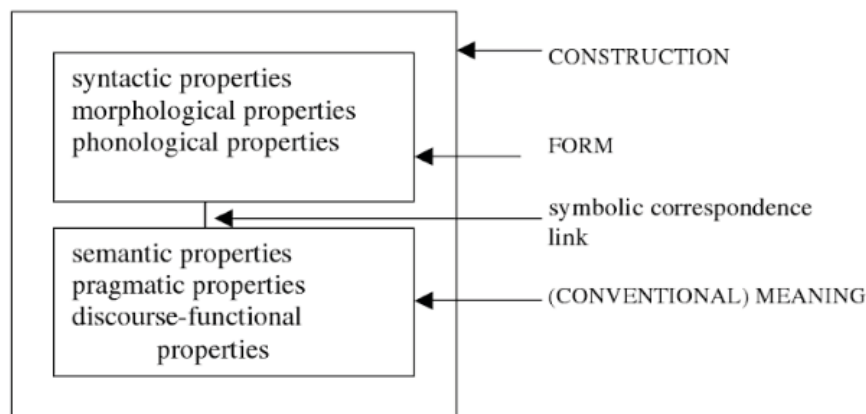 syntactic properties
morphological properties
phonological properties
semantic properties
pragmatic properties
discourse-functional
properties
CONSTRUCTION
FORM
symbolic correspondence
link
(CONVENTIONAL) MEANING